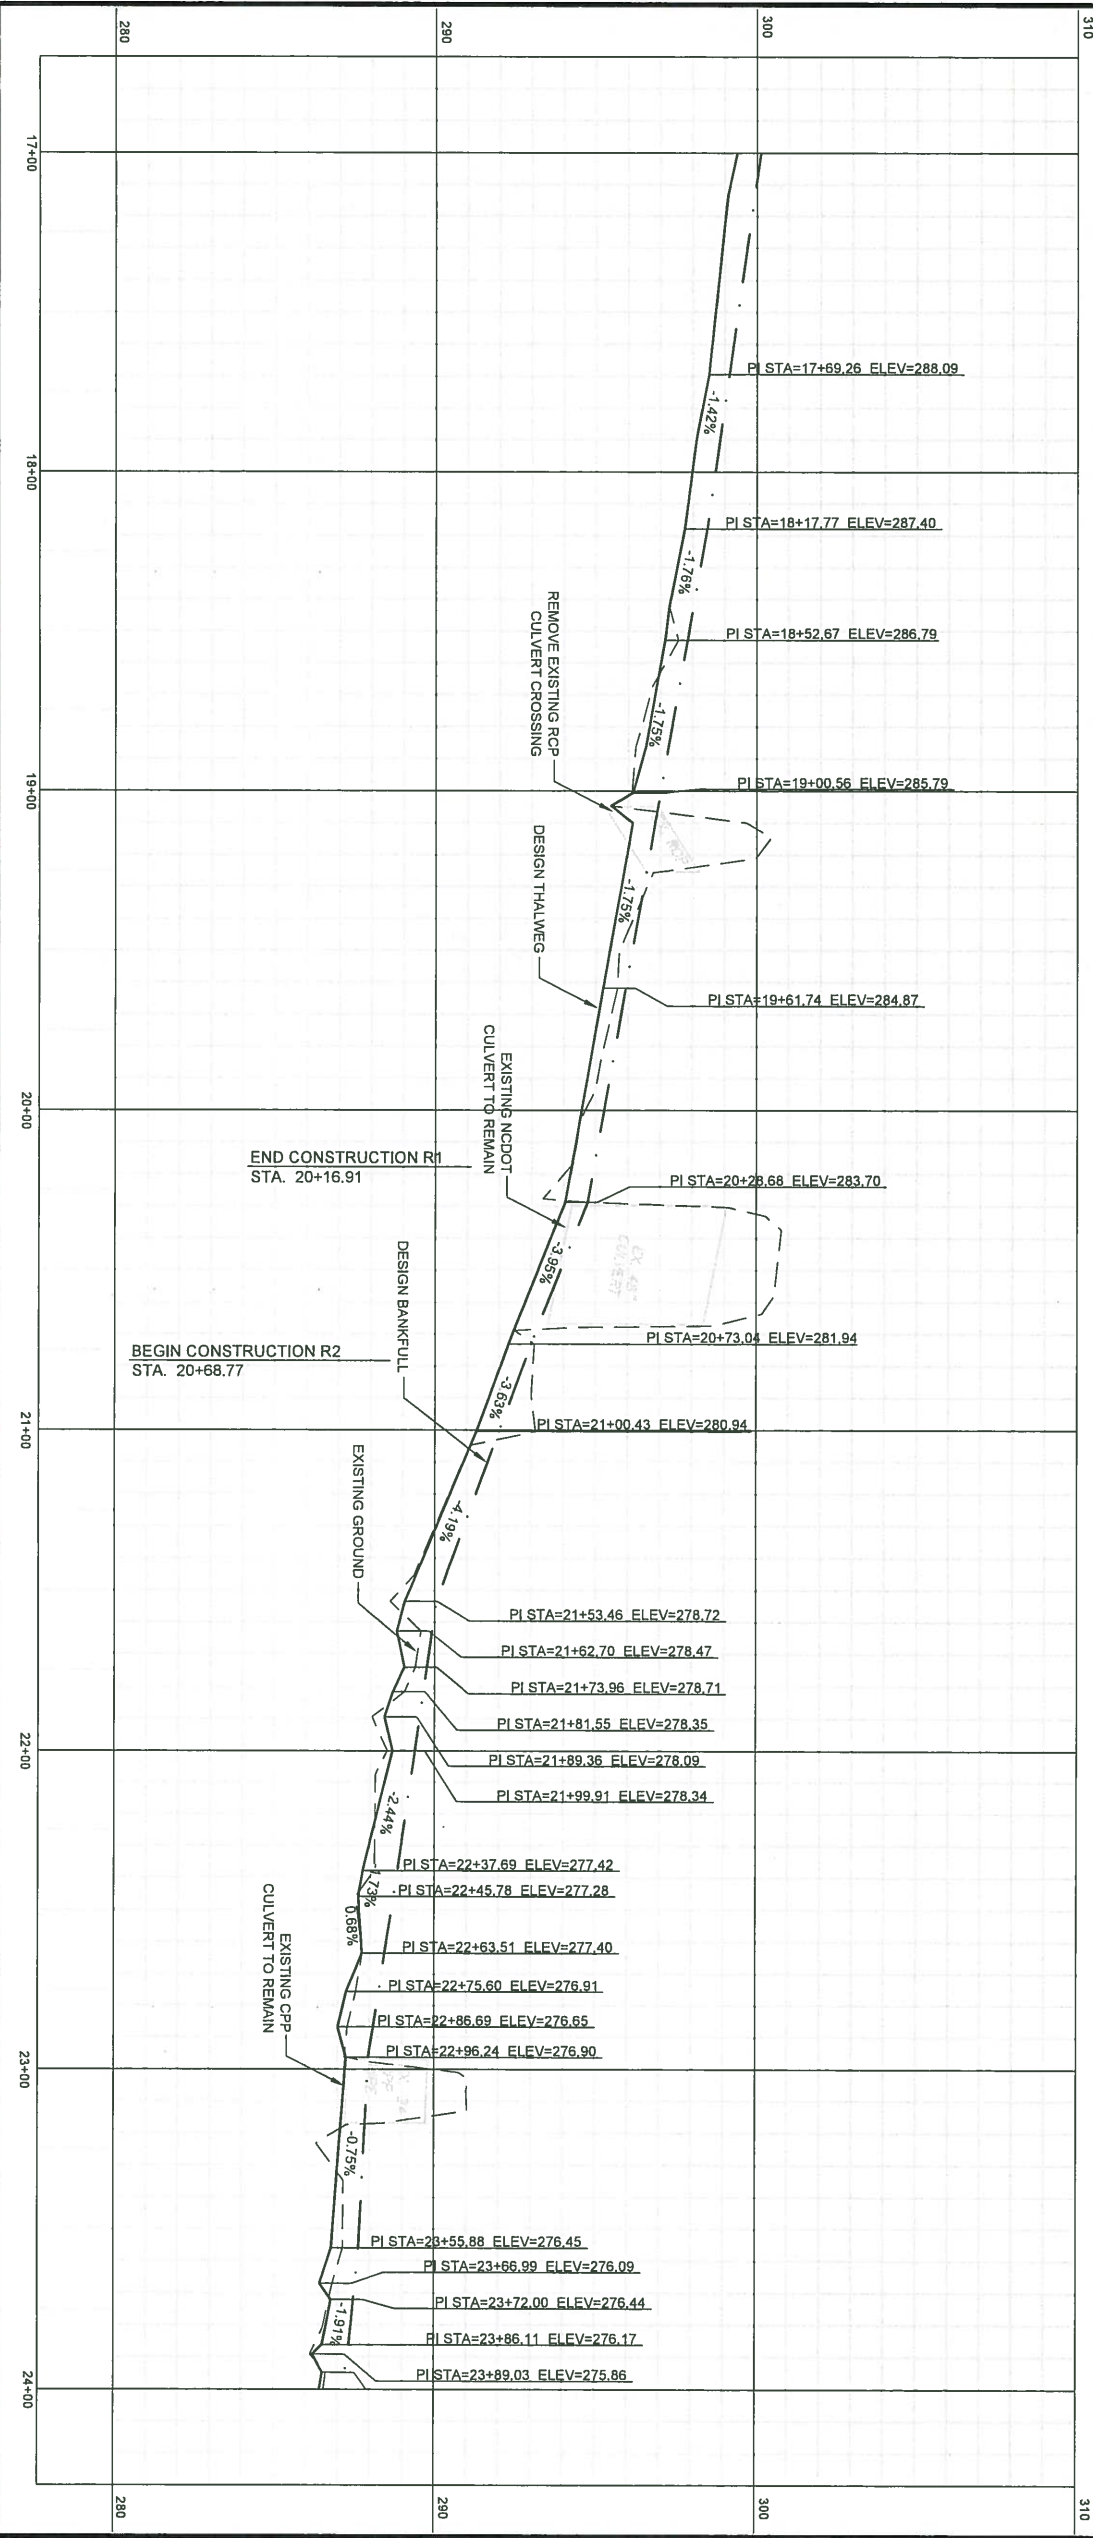 280
290
300
310
17+00
PI STA=17+69.26 ELEV=288.09
-1.42%
18+00
PI STA=18+17.77 ELEV=287.40
-1.76%
PI STA=18+52.67 ELEV=286.79
REMOVE EXISTING RCP
CULVERT CROSSING
-1.75%
19+00
PI STA=19+00.56 ELEV=285.79
DESIGN THALWEG
-1.75%
PI STA=19+61.74 ELEV=284.87
EXISTING NCDOT
CULVERT TO REMAIN
20+00
END CONSTRUCTION R1
STA. 20+16.91
PI STA=20+28.68 ELEV=283.70
EX. 48"
CULVERT
-3.95%
DESIGN BANKFULL
PI STA=20+73.04 ELEV=281.94
BEGIN CONSTRUCTION R2
STA. 20+68.77
-3.63%
21+00
PI STA=21+00.43 ELEV=280.94
EXISTING GROUND
-4.19%
PI STA=21+53.46 ELEV=278.72
PI STA=21+62.70 ELEV=278.47
PI STA=21+73.96 ELEV=278.71
PI STA=21+81.55 ELEV=278.35
22+00
PI STA=21+89.36 ELEV=278.09
PI STA=21+99.91 ELEV=278.34
-2.44%
PI STA=22+37.69 ELEV=277.42
1.73%
PI STA=22+45.78 ELEV=277.28
0.68%
PI STA=22+63.51 ELEV=277.40
EXISTING CPP
CULVERT TO REMAIN
PI STA=22+75.60 ELEV=276.91
PI STA=22+86.69 ELEV=276.65
PI STA=22+96.24 ELEV=276.90
23+00
-0.75%
PI STA=23+55.88 ELEV=276.45
PI STA=23+66.99 ELEV=276.09
PI STA=23+72.00 ELEV=276.44
-1.91%
PI STA=23+86.11 ELEV=276.17
PI STA=23+89.03 ELEV=275.86
24+00
280
290
300
310